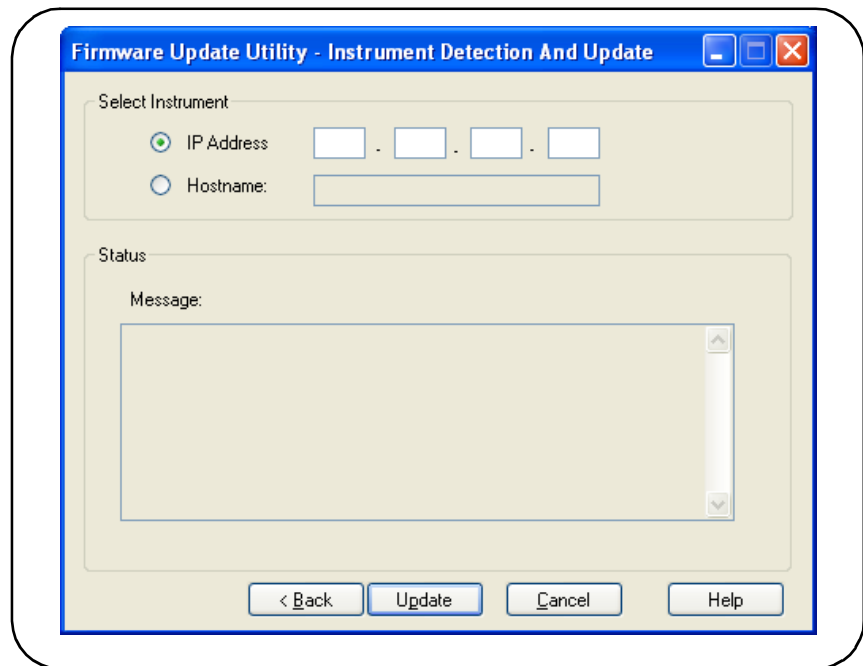 Firmware Update Utility - Instrument Detection And Update
Select Instrument
IP Address . . .
Hostname:
Status
Message:
< Back Update Cancel Help